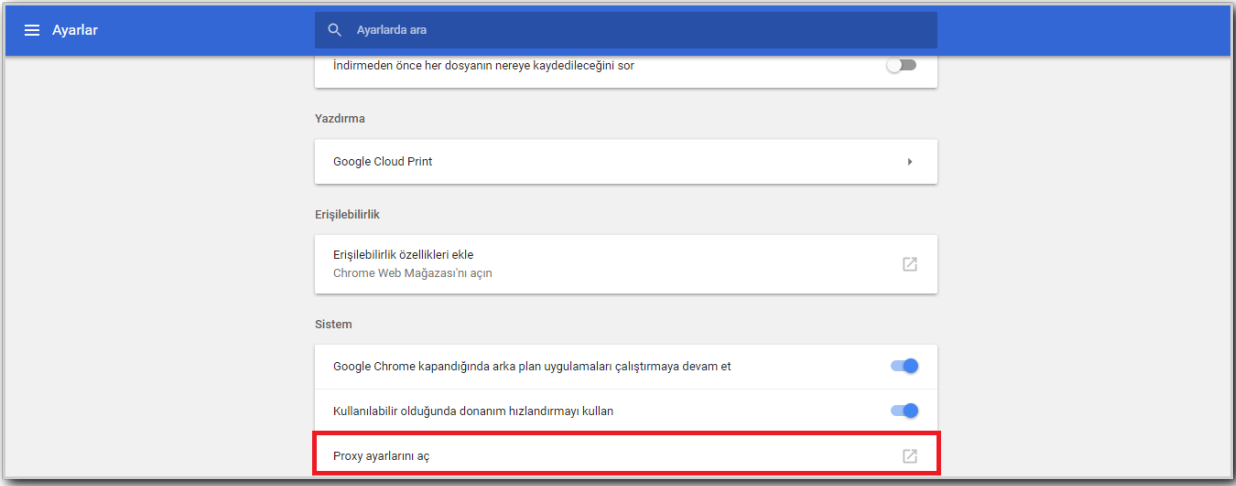 Ayarlar
Ayarlarda ara
İndirmeden önce her dosyanın nereye kaydedileceğini sor
Yazdırma
Google Cloud Print
Erişilebilirlik
Erişilebilirlik özellikleri ekle
Chrome Web Mağazası'nı açın
Sistem
Google Chrome kapandığında arka plan uygulamaları çalıştırmaya devam et
Kullanılabilir olduğunda donanım hızlandırmayı kullan
Proxy ayarlarını aç